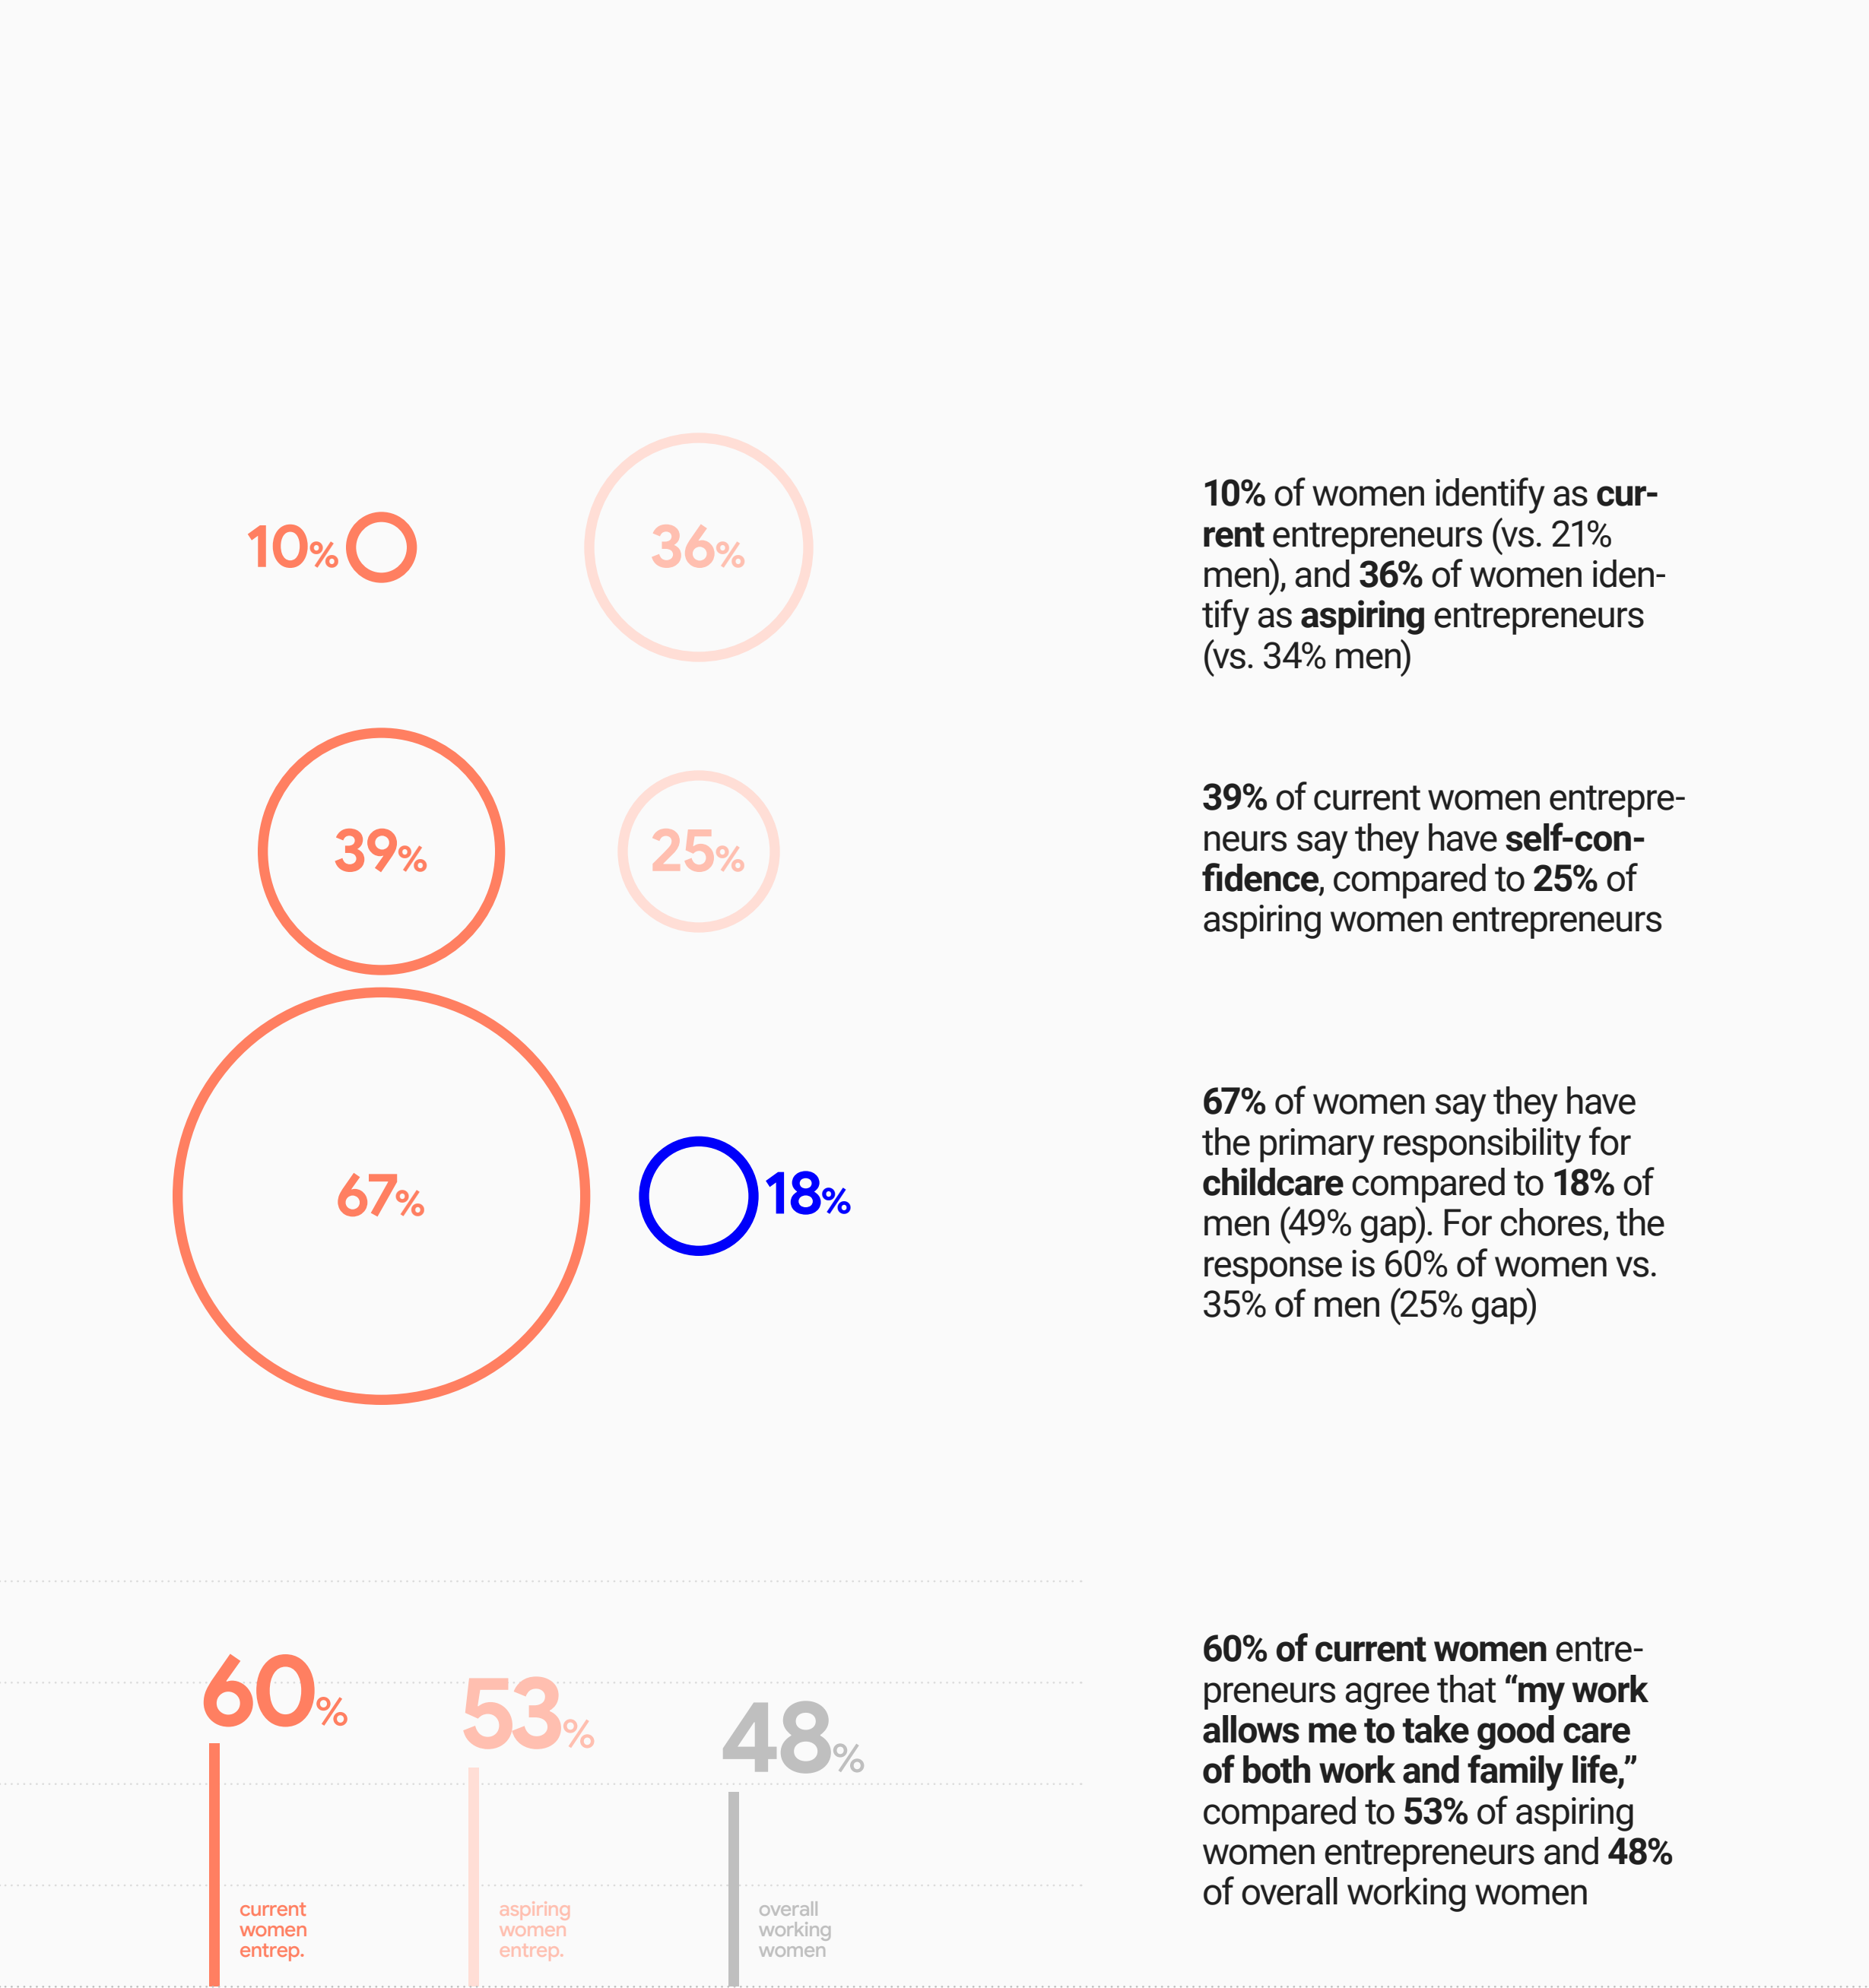 10%
36%
10% of women identify as cur-
rent entrepreneurs (vs. 21%
men), and 36% of women iden-
tify as aspiring entrepreneurs
(vs. 34% men)
39%
25%
39% of current women entrepre-
neurs say they have self-con-
fidence, compared to 25% of
aspiring women entrepreneurs
67%
18%
67% of women say they have
the primary responsibility for
childcare compared to 18% of
men (49% gap). For chores, the
response is 60% of women vs.
35% of men (25% gap)
60%
current
women
entrep.
53%
aspiring
women
entrep.
48%
overall
working
women
60% of current women entre-
preneurs agree that “my work
allows me to take good care
of both work and family life,”
compared to 53% of aspiring
women entrepreneurs and 48%
of overall working women